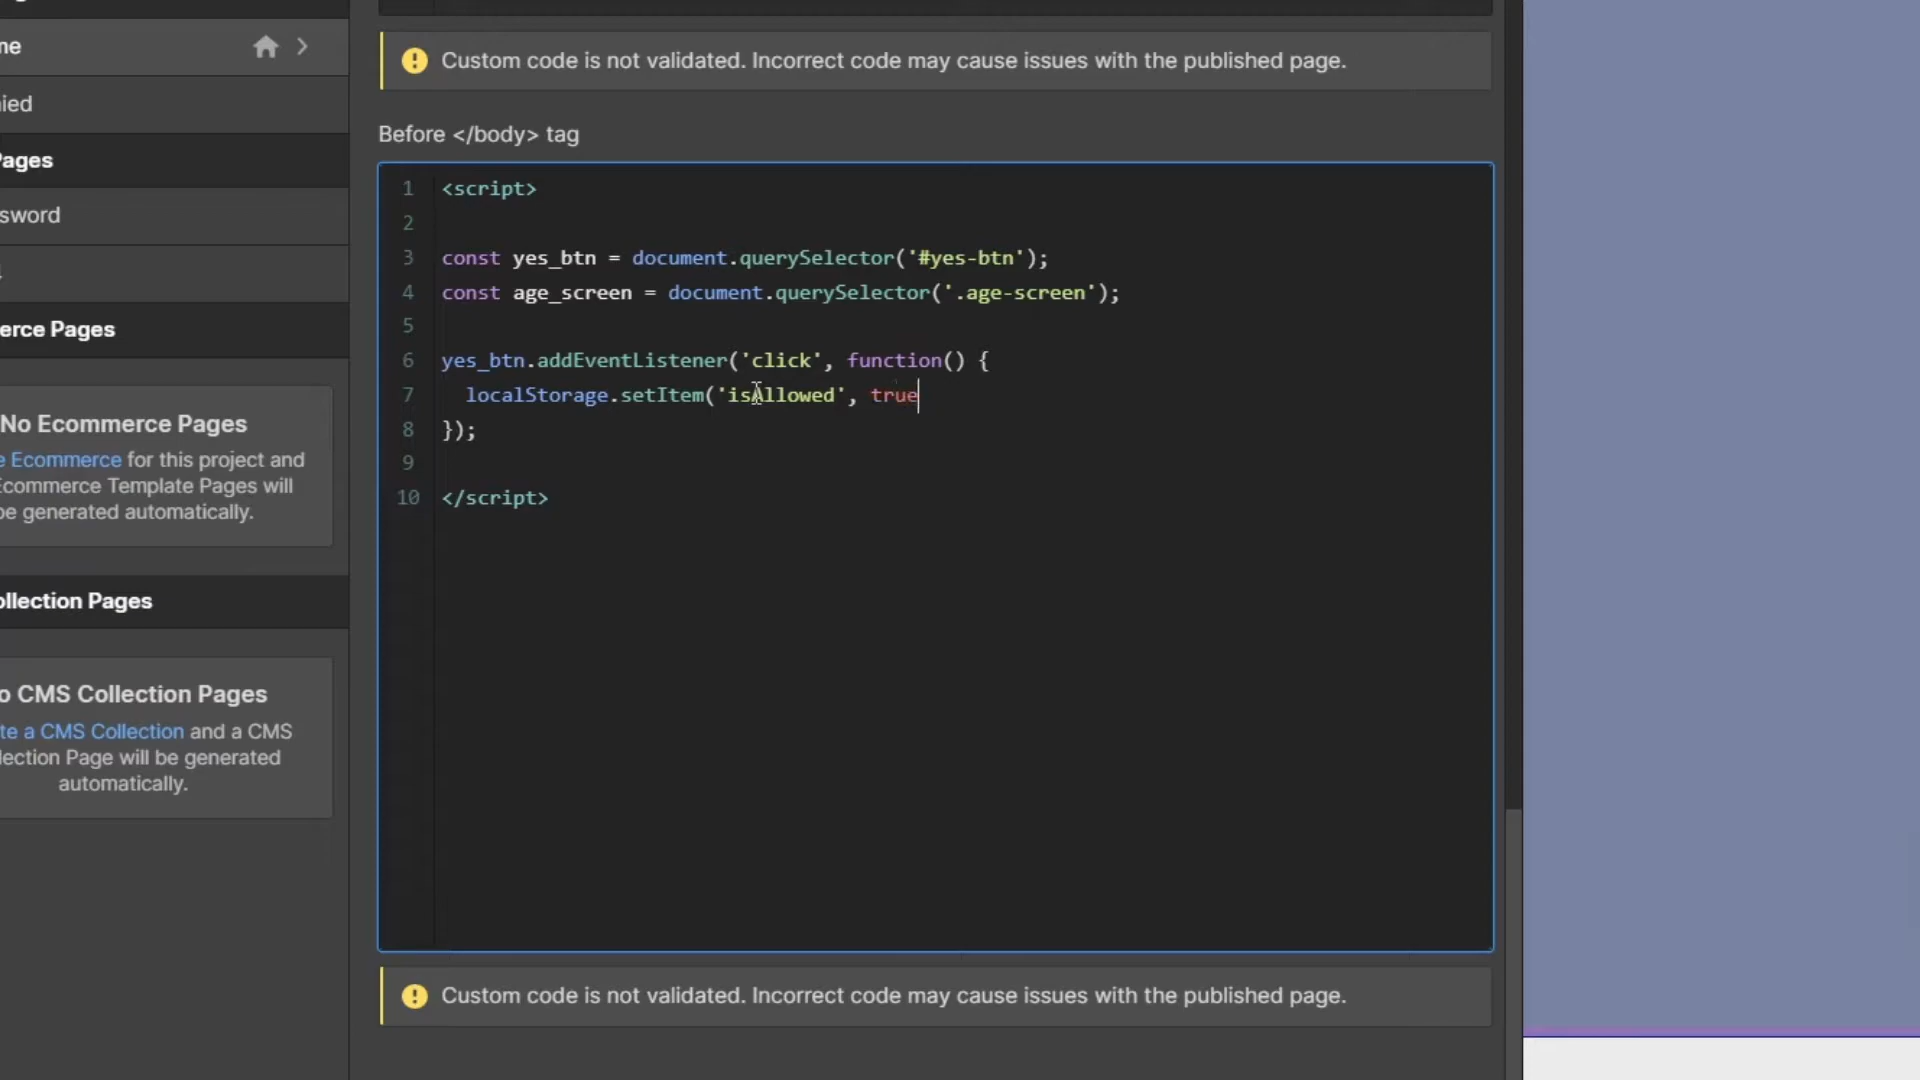 me
nied
Pages
sword
erce Pages
No Ecommerce Pages
e Ecommerce for this project and
Ecommerce Template Pages will
be generated automatically.
ollection Pages
o CMS Collection Pages
te a CMS Collection and a CMS
llection Page will be generated
automatically.
Custom code is not validated. Incorrect code may cause issues with the published page.
Before </body> tag
1 <script>
2
3 const yes_btn = document.querySelector('#yes-btn');
4 const age_screen = document.querySelector('.age-screen');
5
6 yes_btn.addEventListener('click', function() {
7 localStorage.setItem('isAllowed', true
8 });
9
10 </script>
Custom code is not validated. Incorrect code may cause issues with the published page.